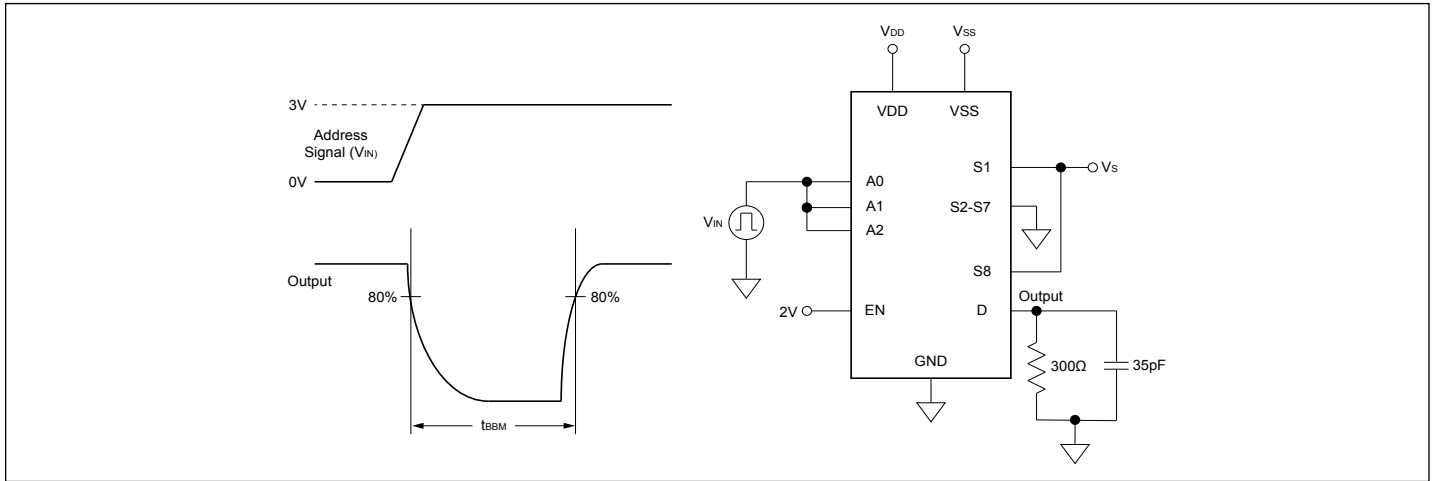 3V
Address
Signal (VIN)
0V
Output
80%
80%
tBBM
VDD
VSS
VDD
VSS
A0
A1
A2
VIN
2V
EN
S1
VS
S2-S7
S8
D
Output
GND
300Ω
35pF